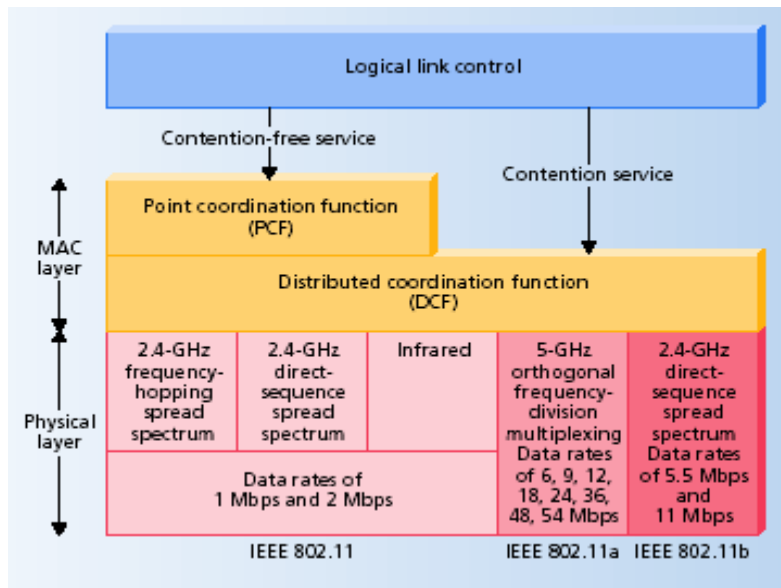 Logical link control
Contention-free service
Contention service
Point coordination function
(PCF)
MAC
layer
Distributed coordination function
(DCF)
Physical
layer
2.4-GHz
frequency-
hopping
spread
spectrum
2.4-GHz
direct-
sequence
spread
spectrum
Infrared
Data rates of
1 Mbps and 2 Mbps
5-GHz
orthogonal
frequency-
division
multiplexing
Data rates
of 6, 9, 12,
18, 24, 36,
48, 54 Mbps
2.4-GHz
direct-
sequence
spread
spectrum
Data rates
of 5.5 Mbps
and
11 Mbps
IEEE 802.11
IEEE 802.11a
IEEE 802.11b